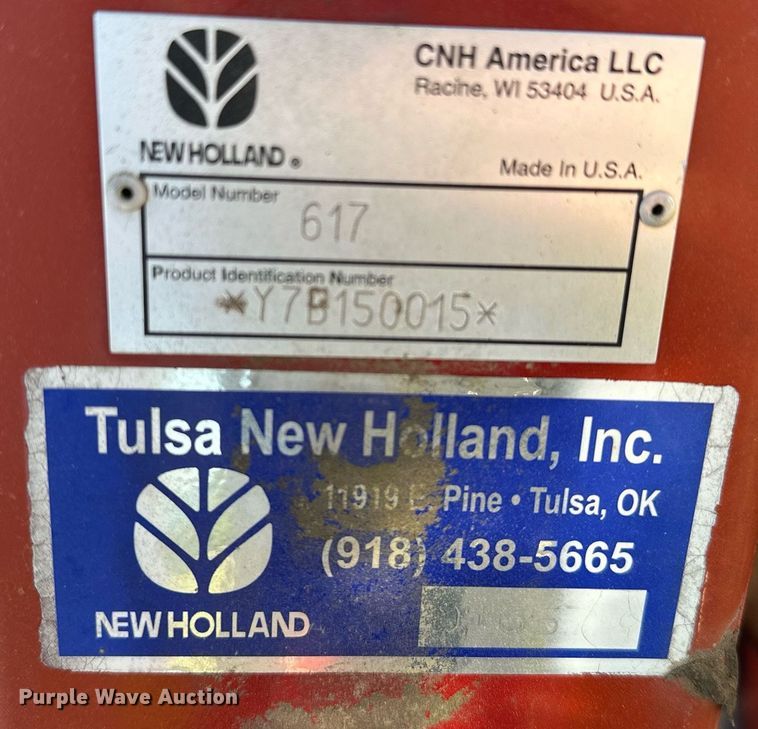 CNH America LLC
Racine, WI 53404 U.S.A.
NEW HOLLAND®
Made In U.S.A.
Model Number
617
Product Identification Number
*Y7B150015*
Tulsa New Holland, Inc.
11919 E. Pine • Tulsa, OK
(918) 438-5665
NEW HOLLAND
Purple Wave Auction